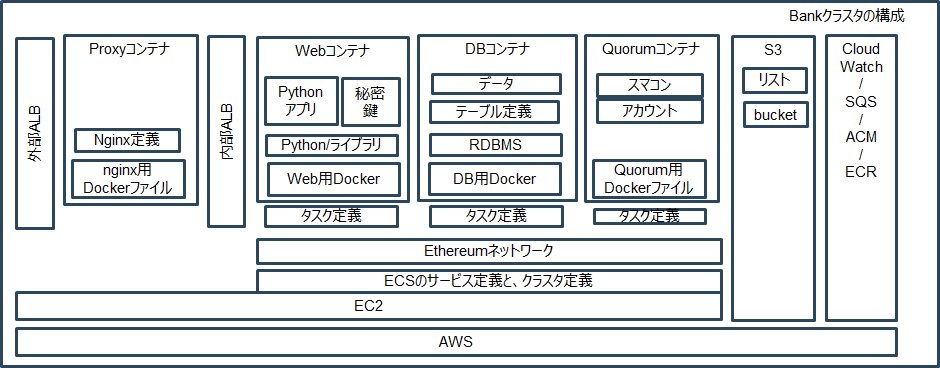 Bankクラスタの構成
外部ALB
Proxyコンテナ
Nginx定義
nginx用
Dockerファイル
内部ALB
Webコンテナ
Python
アプリ
秘密
鍵
Python/ライブラリ
Web用Docker
タスク定義
DBコンテナ
データ
テーブル定義
RDBMS
DB用Docker
タスク定義
Quorumコンテナ
スマコン
アカウント
Quorum用
Dockerファイル
タスク定義
S3
リスト
bucket
Cloud
Watch
/
SQS
/
ACM
/
ECR
Ethereumネットワーク
ECSのサービス定義と、クラスタ定義
EC2
AWS